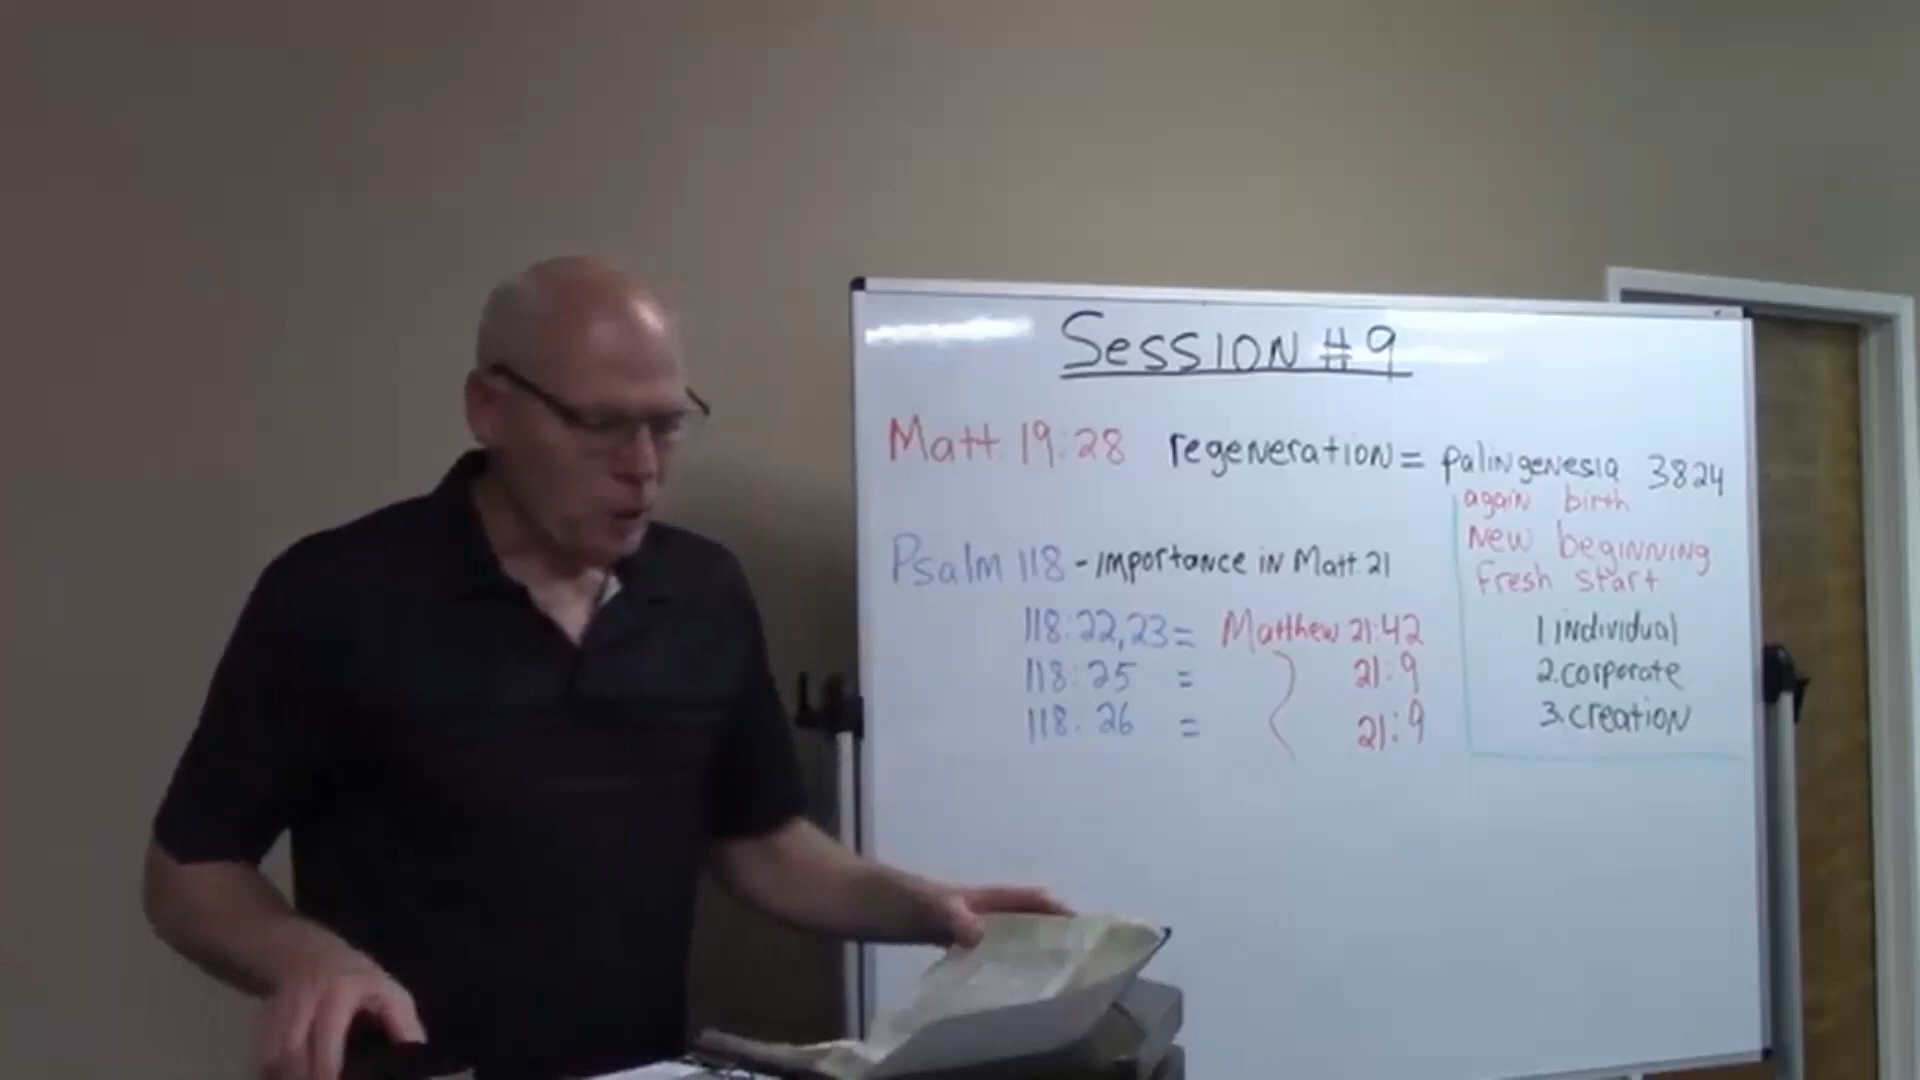 SESSION #9
Matt. 19:28 regeneration = palingenesia 3824
again birth
New beginning
Fresh start
1. individual
2. corporate
3. creation
Psalm 118 - importance in Matt 21
118:22,23 = Matthew 21:42
118:25 = 21:9
118:26 = 21:9